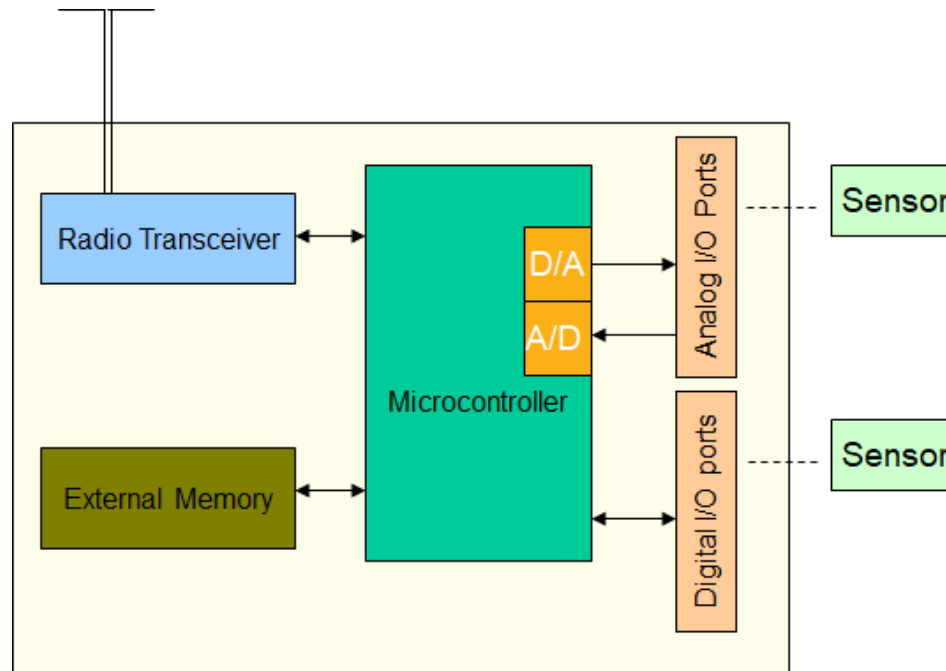 Radio Transceiver
D/A
A/D
Microcontroller
External Memory
Analog I/O Ports
Digital I/O ports
Sensor
Sensor